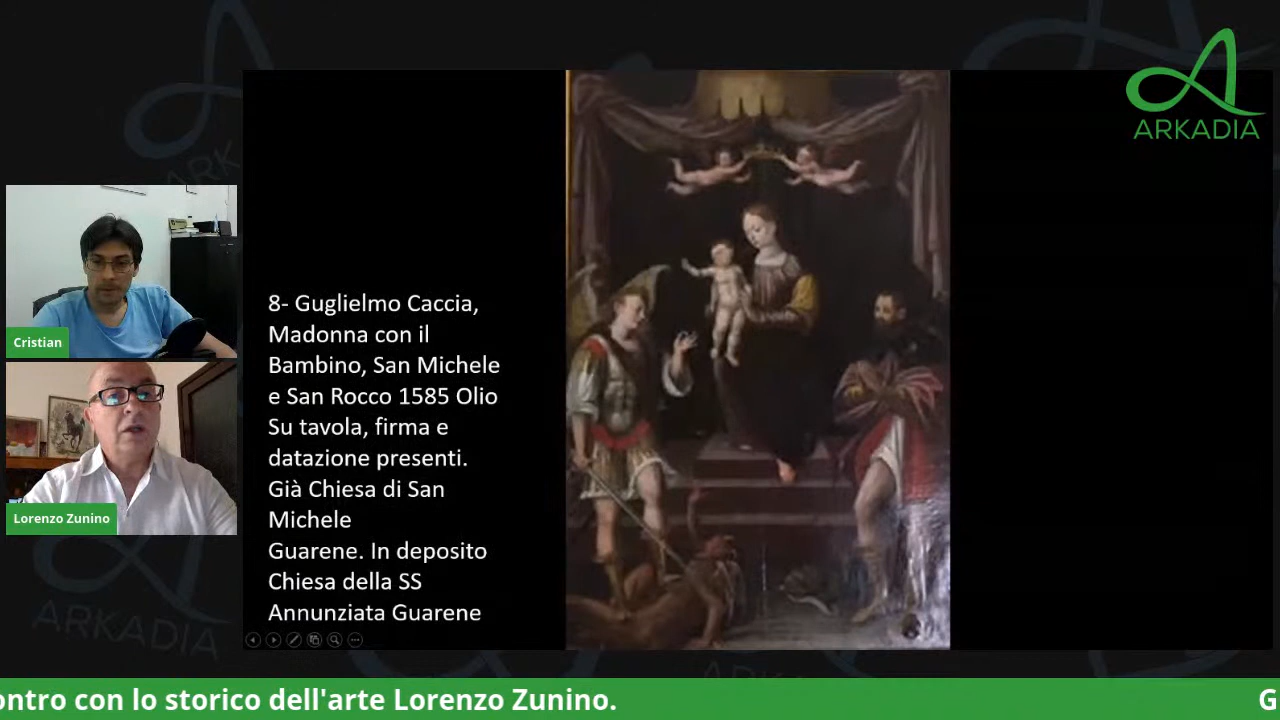 ARKADIA
8- Guglielmo Caccia,
Madonna con il
Bambino, San Michele
e San Rocco 1585 Olio
Su tavola, firma e
datazione presenti.
Già Chiesa di San
Michele
Guarene. In deposito
Chiesa della SS
Annunziata Guarene
Cristian
Lorenzo Zunino
ontro con lo storico dell'arte Lorenzo Zunino.
G